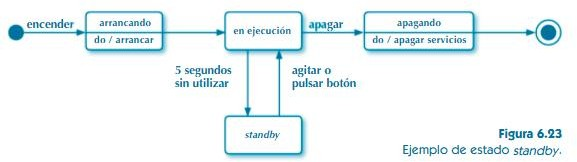 encender
arrancando
do / arrancar
en ejecución
apagar
apagando
do / apagar servicios
5 segundos
sin utilizar
agitar o
pulsar botón
standby
Figura 6.23
Ejemplo de estado standby.